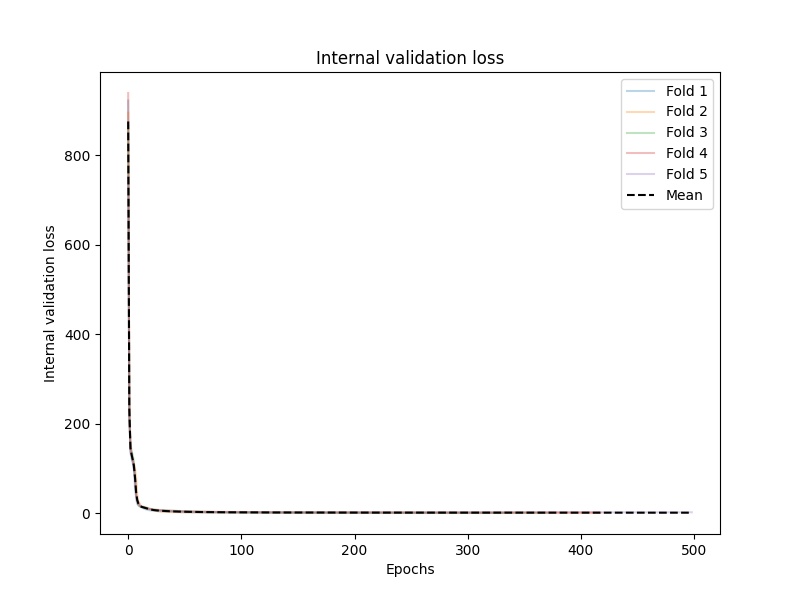 Internal validation loss
Fold 1
Fold 2
Fold 3
Fold 4
Fold 5
Mean
800
600
400
200
0
Internal validation loss
0 100 200 300 400 500
Epochs